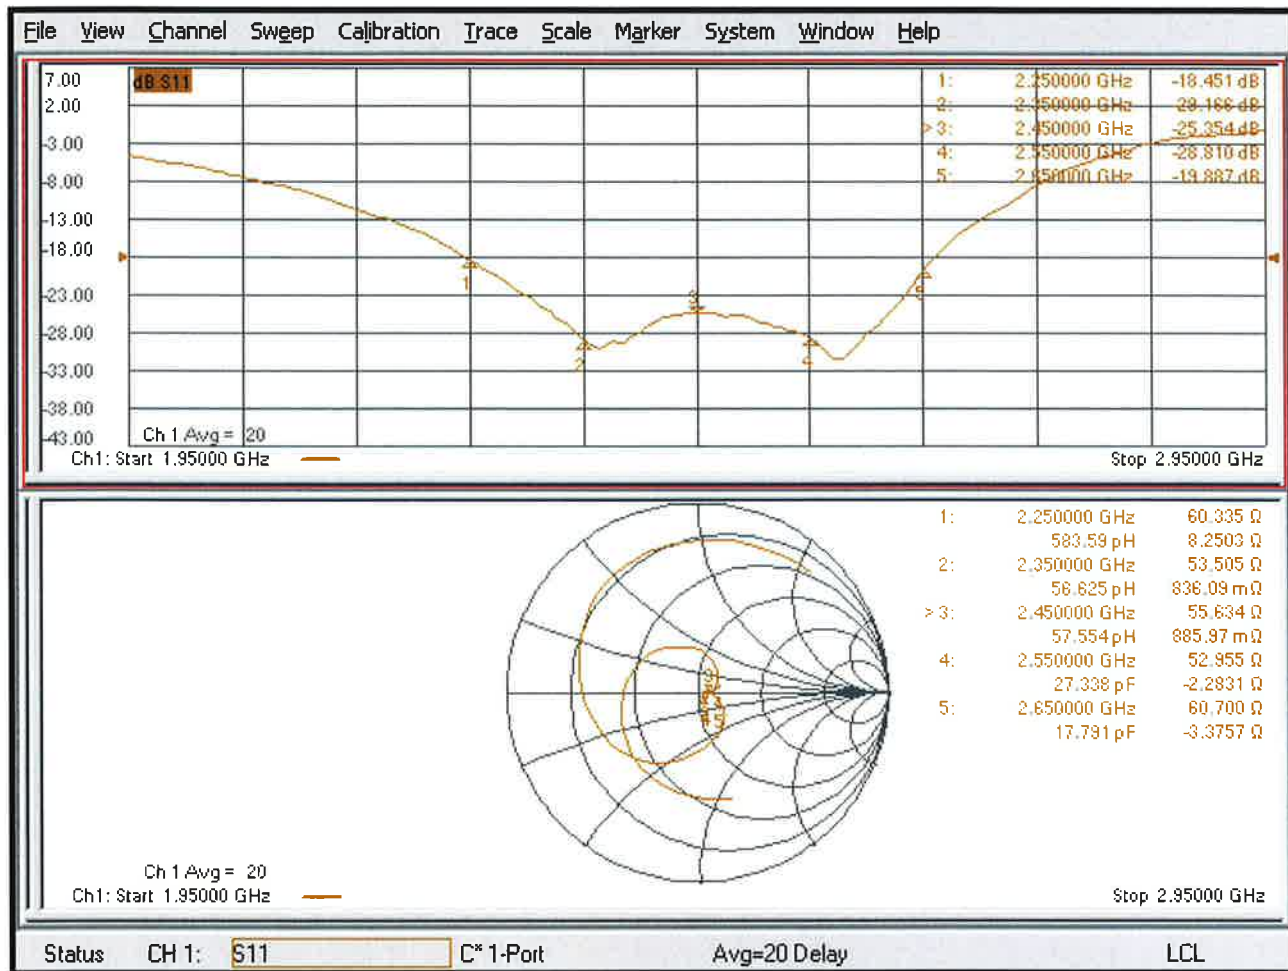 File View Channel Sweep Calibration Trace Scale Marker System Window Help
7.00
2.00
-3.00
-8.00
-13.00
-18.00
-23.00
-28.00
-33.00
-38.00
-43.00
dB S11
1: 2.250000 GHz -18.451 dB
2: 2.350000 GHz -29.166 dB
> 3: 2.450000 GHz -25.354 dB
4: 2.550000 GHz -28.810 dB
5: 2.650000 GHz -19.887 dB
1
2
3
4
5
Ch 1 Avg = 20
Ch1: Start 1.95000 GHz
Stop 2.95000 GHz
1: 2.250000 GHz 60.335 Ω
583.59 pH 8.2503 Ω
2: 2.350000 GHz 53.505 Ω
56.625 pH 836.09 mΩ
> 3: 2.450000 GHz 55.634 Ω
57.554 pH 885.97 mΩ
4: 2.550000 GHz 52.955 Ω
27.338 pF -2.2831 Ω
5: 2.650000 GHz 60.700 Ω
17.791 pF -3.3757 Ω
Ch 1 Avg = 20
Ch1: Start 1.95000 GHz
Stop 2.95000 GHz
Status CH 1: S11 C* 1-Port Avg=20 Delay LCL